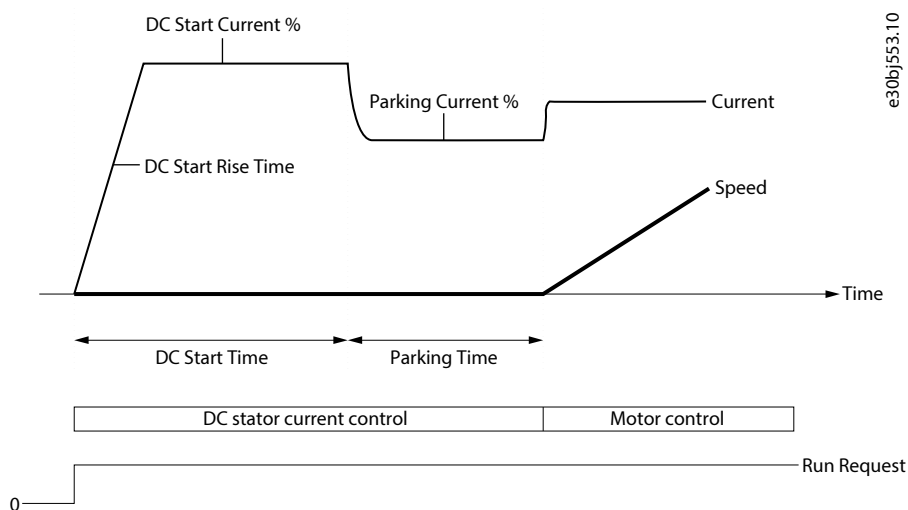 DC Start Current %
e30bj553.10
Parking Current %
Current
DC Start Rise Time
Speed
Time
DC Start Time
Parking Time
DC stator current control
Motor control
Run Request
0